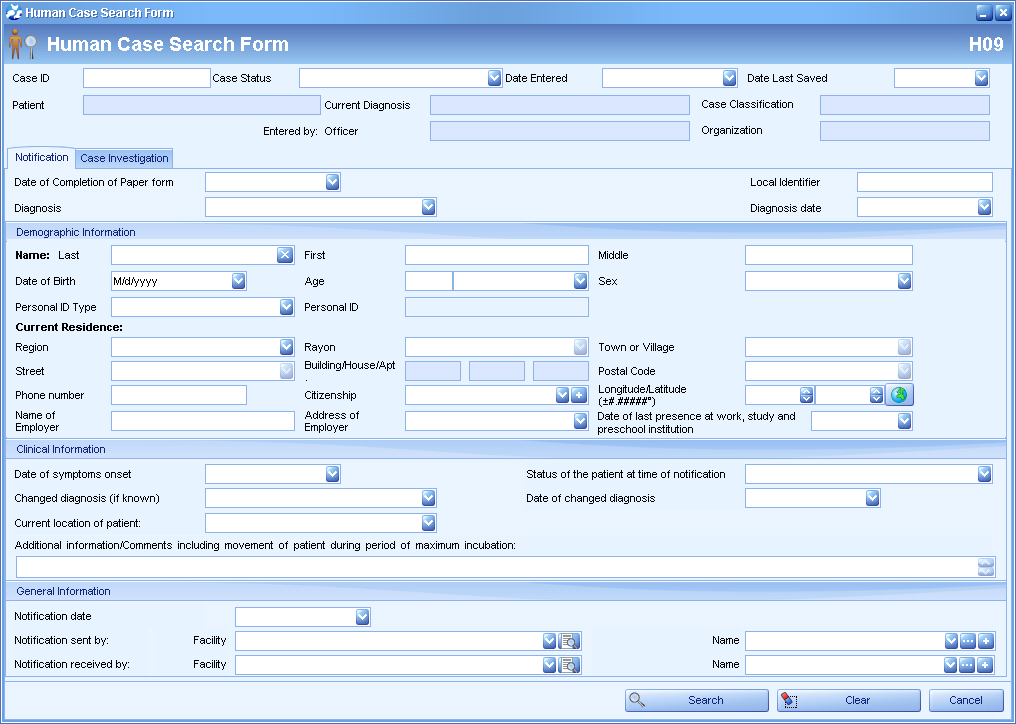 Human Case Search Form
Human Case Search Form H09
Case ID Case Status Date Entered Date Last Saved
Patient Current Diagnosis Case Classification
Entered by: Officer Organization
Notification Case Investigation
Date of Completion of Paper form Local Identifier
Diagnosis Diagnosis date
Demographic Information
Name: Last First Middle
Date of Birth M/d/yyyy Age Sex
Personal ID Type Personal ID
Current Residence:
Region Rayon Town or Village
Street Building/House/Apt Postal Code
.
Phone number Citizenship Longitude/Latitude
(±#.#####°)
Name of Address of Date of last presence at work, study and
Employer Employer preschool institution
Clinical Information
Date of symptoms onset Status of the patient at time of notification
Changed diagnosis (if known) Date of changed diagnosis
Current location of patient:
Additional information/Comments including movement of patient during period of maximum incubation:
General Information
Notification date
Notification sent by: Facility Name
Notification received by: Facility Name
Search Clear Cancel